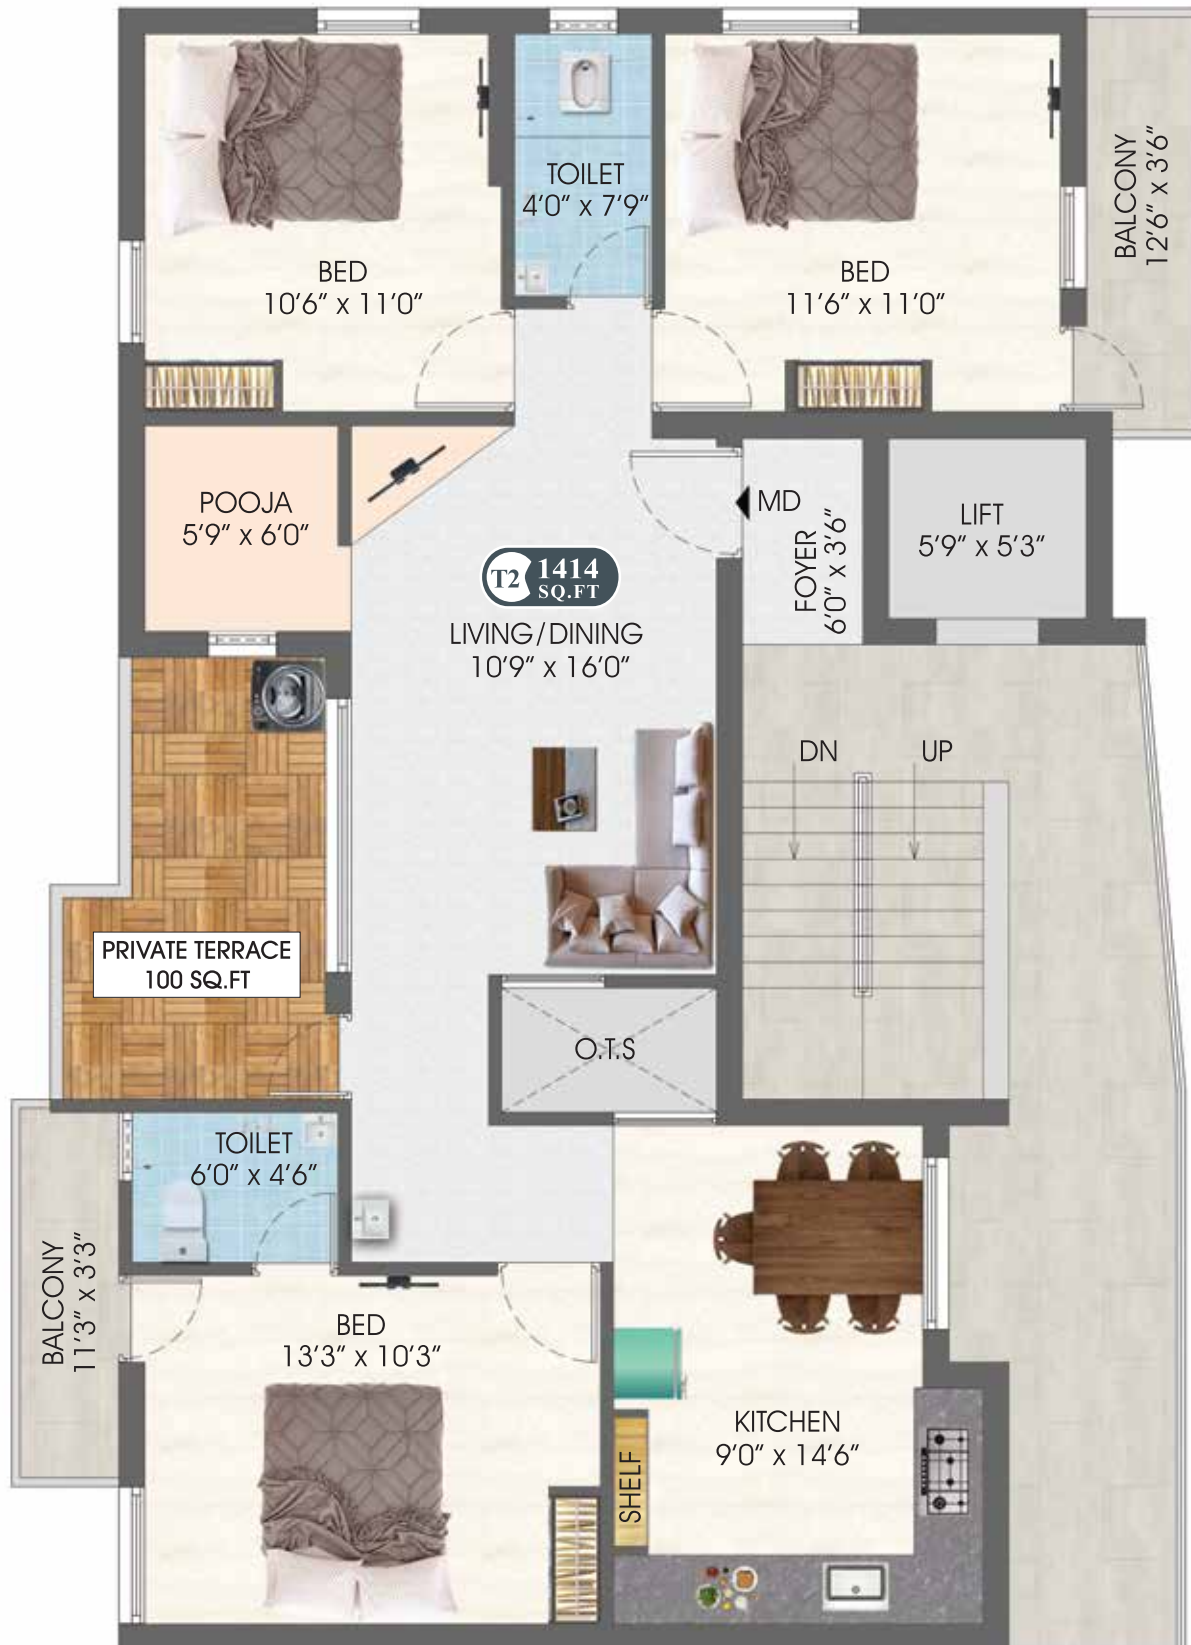 TOILET
4'0" x 7'9"
BED
10'6" x 11'0"
BED
11'6" x 11'0"
BALCONY
12'6" x 3'6"
POOJA
5'9" x 6'0"
MD
FOYER
6'0" x 3'6"
LIFT
5'9" x 5'3"
T2 1414
SQ.FT
LIVING/DINING
10'9" x 16'0"
DN
UP
PRIVATE TERRACE
100 SQ.FT
O.T.S
TOILET
6'0" x 4'6"
BALCONY
11'3" x 3'3"
BED
13'3" x 10'3"
KITCHEN
9'0" x 14'6"
SHELF